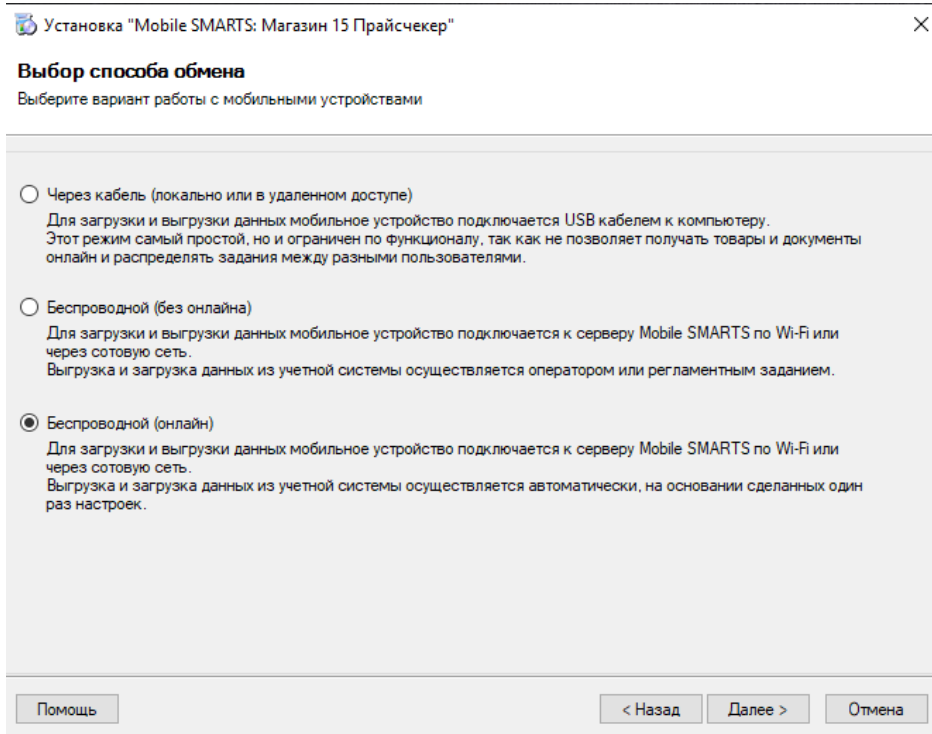 Установка "Mobile SMARTS: Магазин 15 Прайсчекер"
Выбор способа обмена
Выберите вариант работы с мобильными устройствами
Через кабель (локально или в удаленном доступе)
Для загрузки и выгрузки данных мобильное устройство подключается USB кабелем к компьютеру.
Этот режим самый простой, но и ограничен по функционалу, так как не позволяет получать товары и документы
онлайн и распределять задания между разными пользователями.
Беспроводной (без онлайна)
Для загрузки и выгрузки данных мобильное устройство подключается к серверу Mobile SMARTS по Wi-Fi или
через сотовую сеть.
Выгрузка и загрузка данных из учетной системы осуществляется оператором или регламентным заданием.
Беспроводной (онлайн)
Для загрузки и выгрузки данных мобильное устройство подключается к серверу Mobile SMARTS по Wi-Fi или
через сотовую сеть.
Выгрузка и загрузка данных из учетной системы осуществляется автоматически, на основании сделанных один
раз настроек.
Помощь
< Назад
Далее >
Отмена